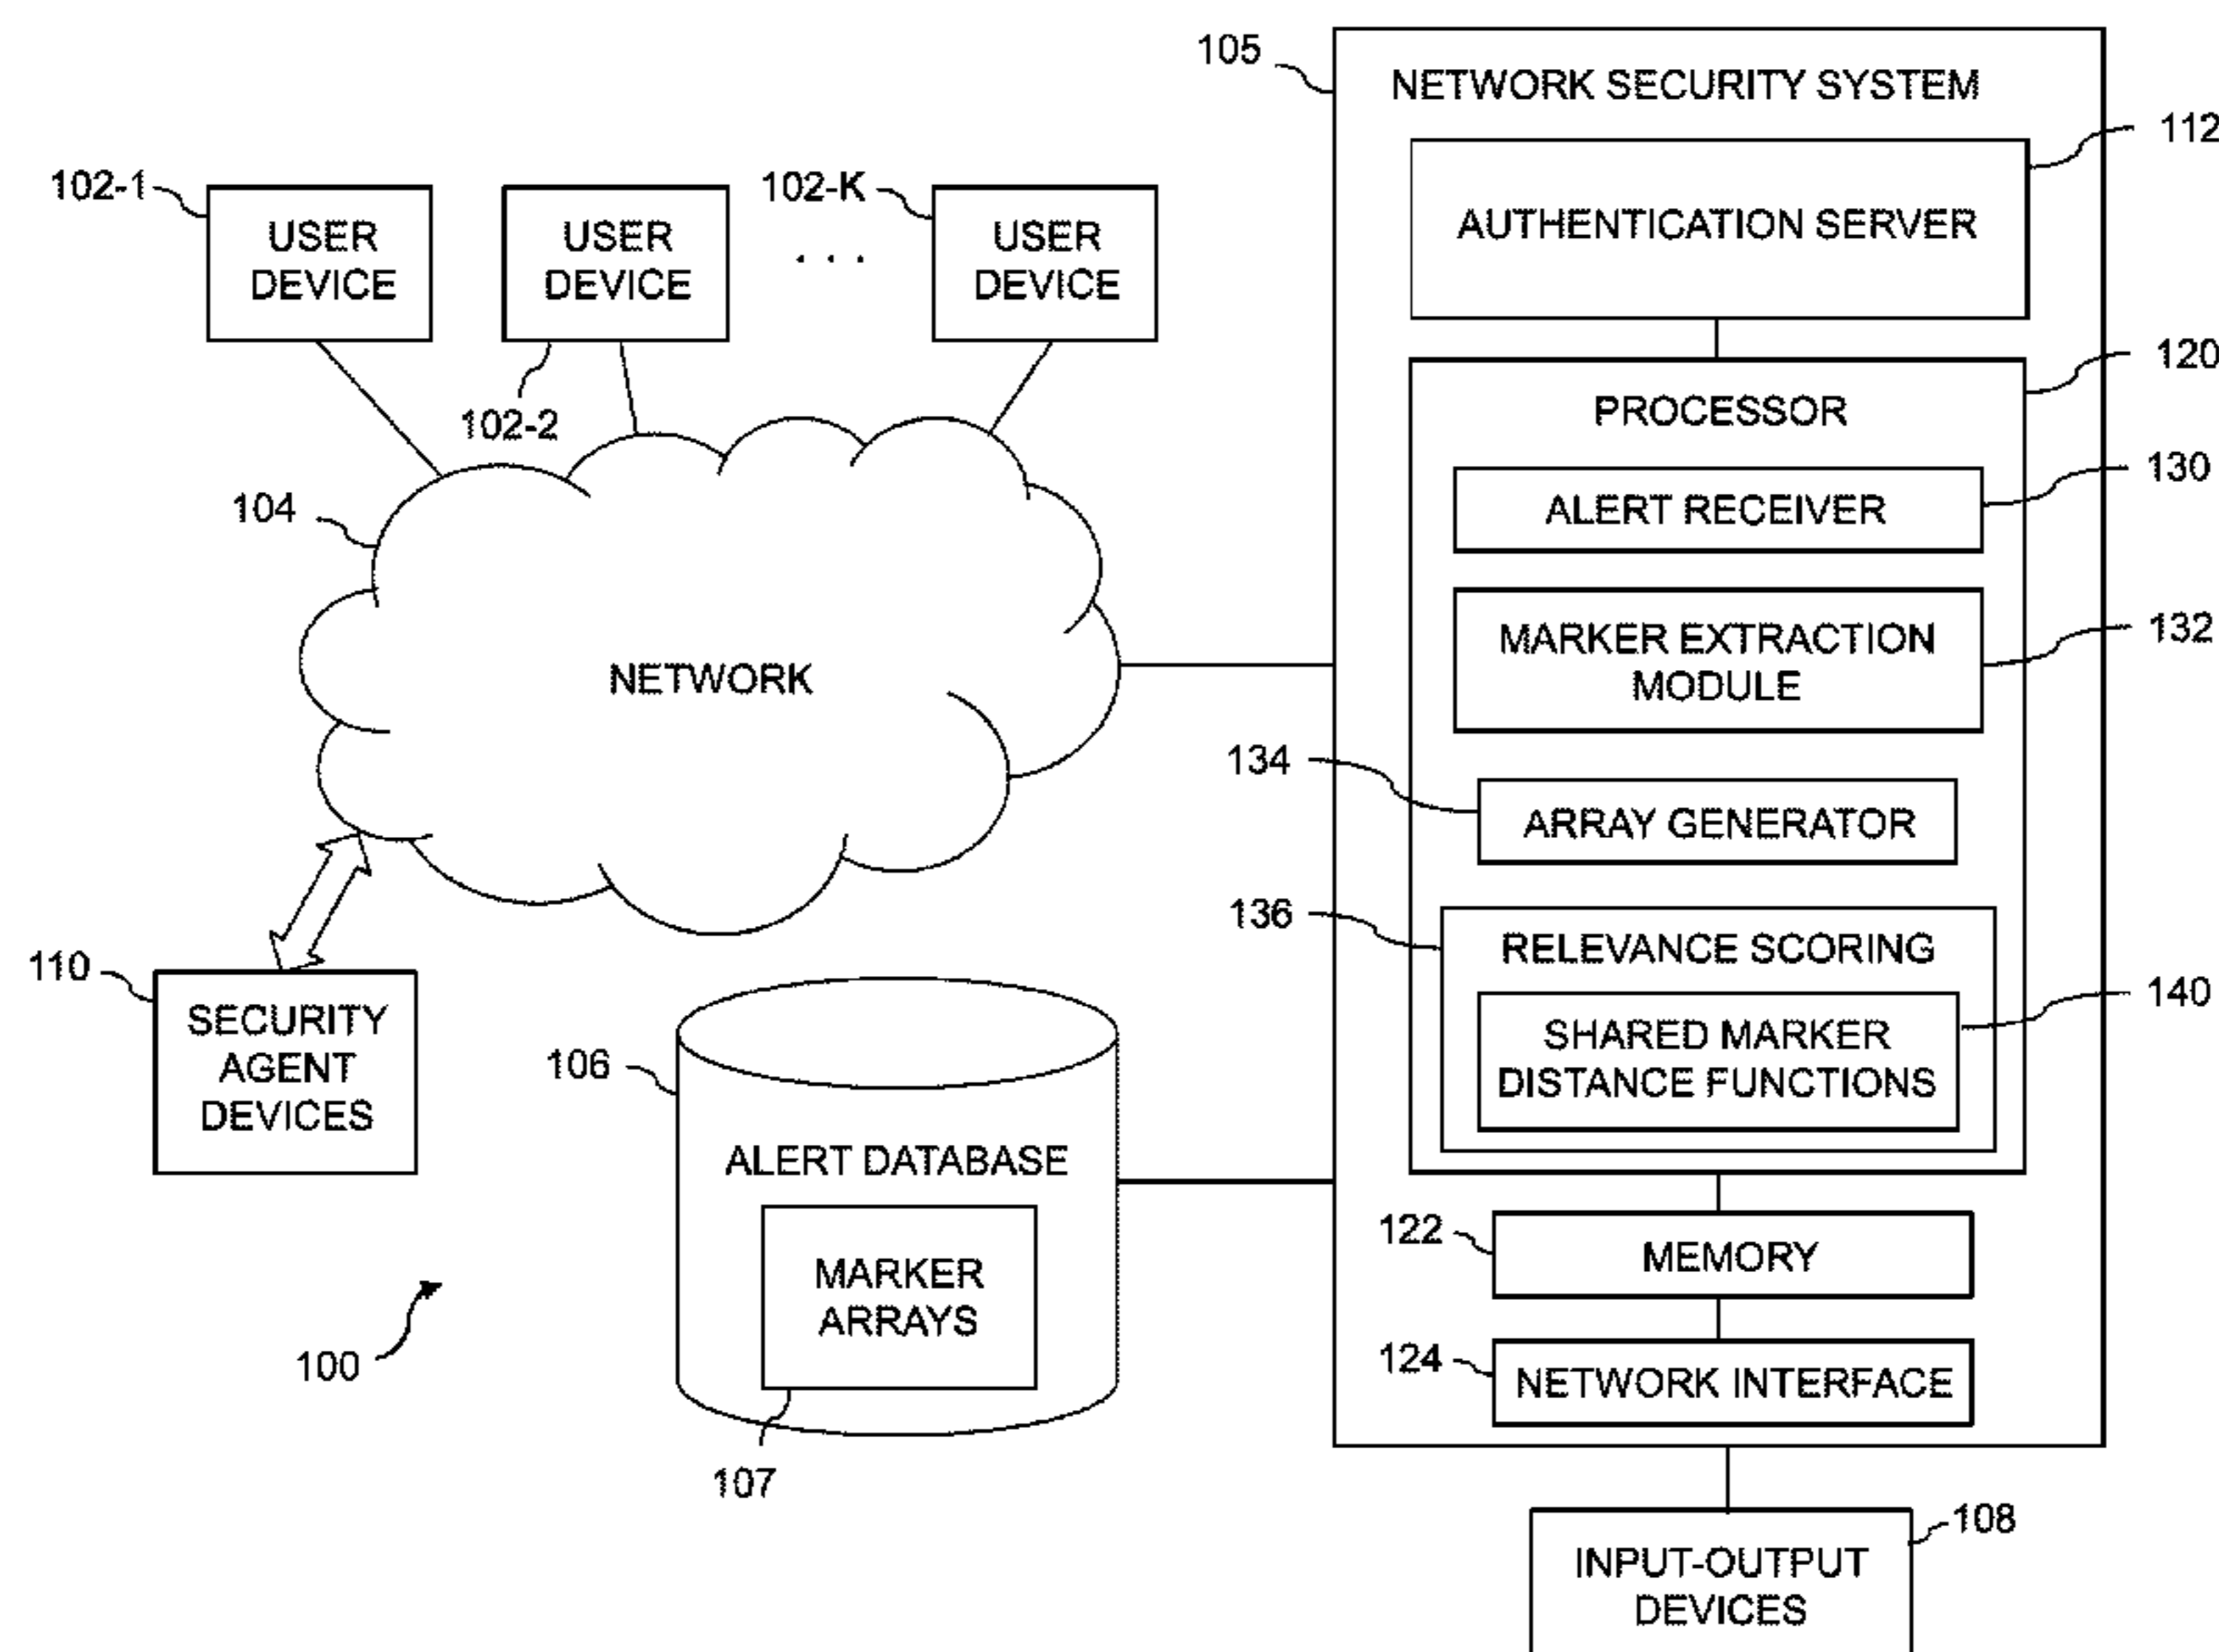 105
NETWORK SECURITY SYSTEM
112
AUTHENTICATION SERVER
102-1
USER
DEVICE
USER
DEVICE
102-2
. . .
102-K
USER
DEVICE
120
PROCESSOR
130
ALERT RECEIVER
104
NETWORK
132
MARKER EXTRACTION
MODULE
134
ARRAY GENERATOR
136
RELEVANCE SCORING
140
SHARED MARKER
DISTANCE FUNCTIONS
110
SECURITY
AGENT
DEVICES
106
ALERT DATABASE
MARKER
ARRAYS
107
122
MEMORY
124
NETWORK INTERFACE
100
108
INPUT-OUTPUT
DEVICES